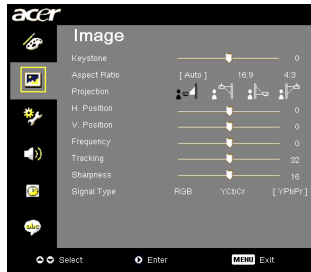 acer
Image
Keystone 0
Aspect Ratio [ Auto ] 16:9 4:3
Projection
H. Position 0
V. Position 0
Frequency 0
Tracking 32
Sharpness 16
Signal Type RGB YCbCr [ YPbPr ]
abc
Select Enter MENU Exit